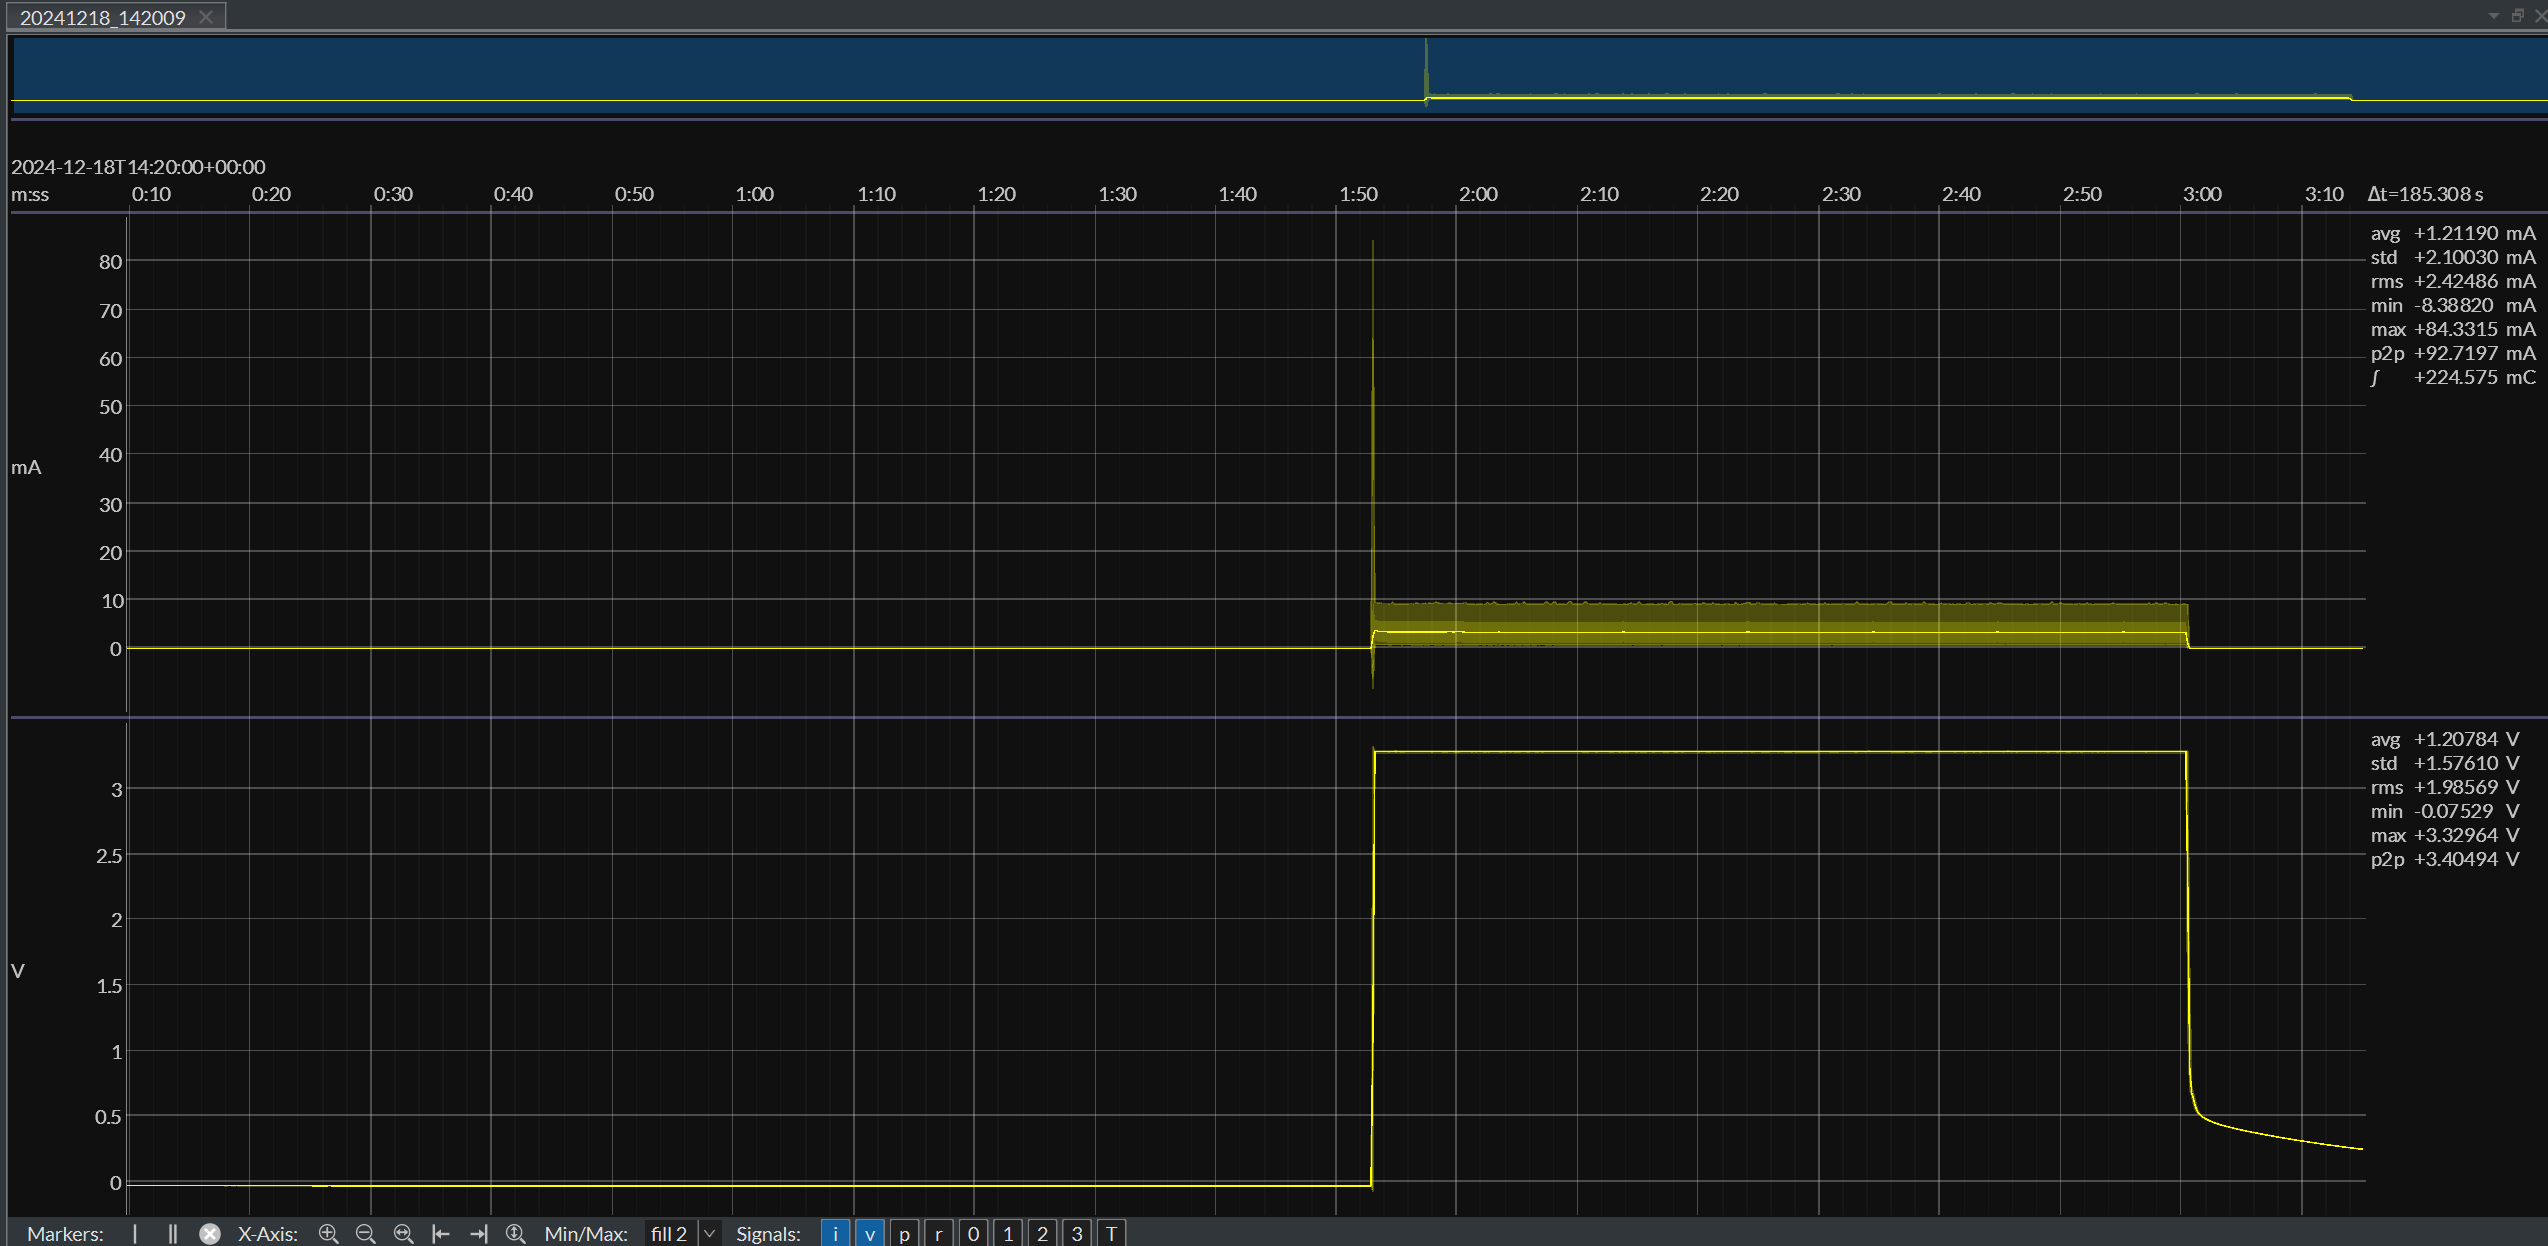 20241218_142009
2024-12-18T14:20:00+00:00
m:ss 0:10 0:20 0:30 0:40 0:50 1:00 1:10 1:20 1:30 1:40 1:50 2:00 2:10 2:20 2:30 2:40 2:50 3:00 3:10 Δt=185.308 s
avg +1.21190 mA
std +2.10030 mA
rms +2.42486 mA
min -8.38820 mA
max +84.3315 mA
p2p +92.7197 mA
∫ +224.575 mC
80
70
60
50
40
mA
30
20
10
0
avg +1.20784 V
std +1.57610 V
rms +1.98569 V
min -0.07529 V
max +3.32964 V
p2p +3.40494 V
3
2.5
2
V
1.5
1
0.5
0
Markers: X-Axis: Min/Max: fill 2 Signals: i v p r 0 1 2 3 T